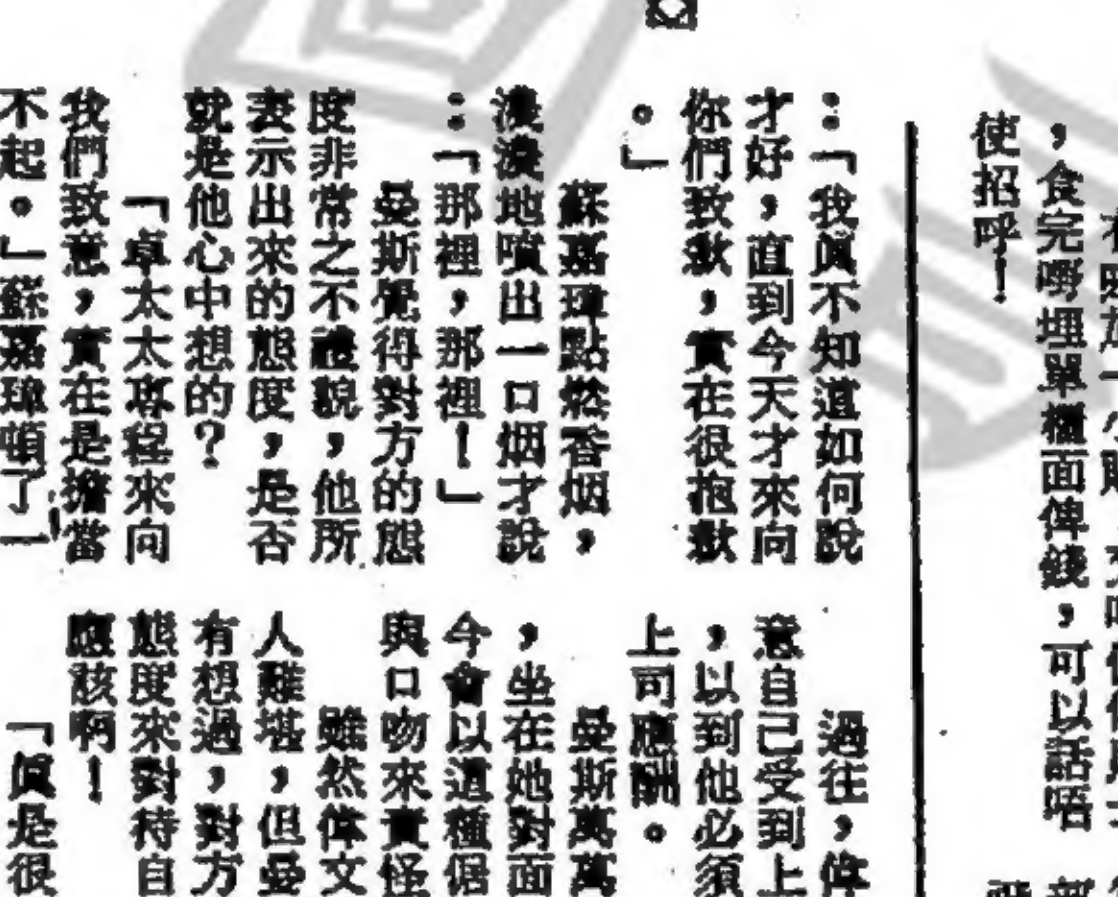 ，食完嘢埋單櫃面俾錢，可以話唔
使招呼！
：「我眞不知道如何說
才好，直到今天才來向
你們致歉，實在很抱歉
。」
蘇嘉瑋點燃香烟，
漫漫地噴出一口烟才說
：「那裡，那裡！」
曼斯覺得對方的態
度非常之不禮貌，他所
表示出來的態度，是否
就是他心中想的？
「卓太太專程來向
我們致意，實在是擔當
不起。」蘇嘉瑋頓了一
過往，偉
意自己受到上
，以到他必須
上司應酬。
曼斯萬萬
，坐在她對面
今會以這種倨
與口吻來責怪
雖然偉文
人難堪，但曼
有想過，對方
態度來對待自
應該啊！
「眞是很